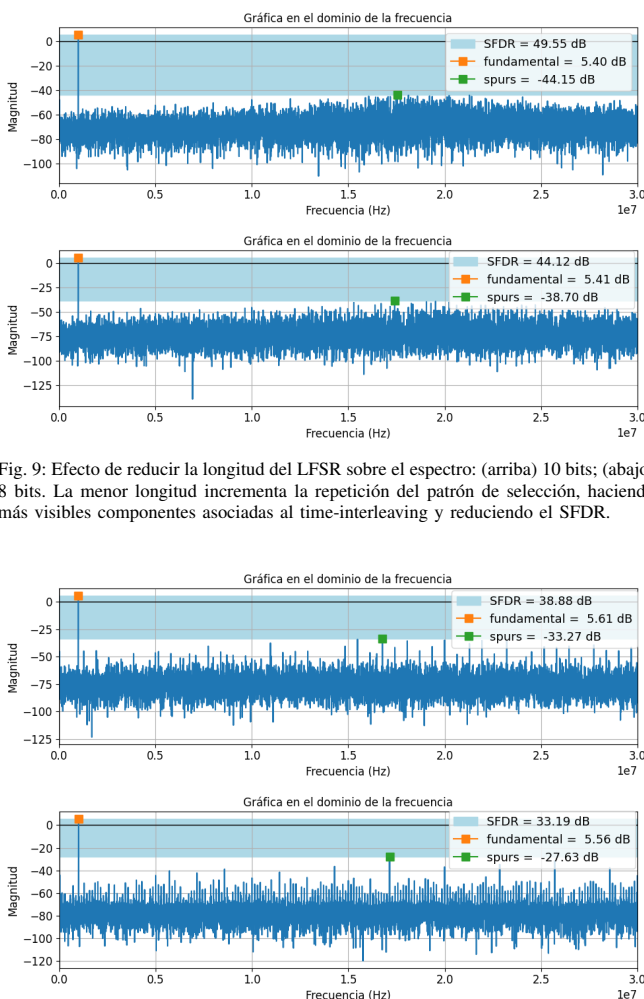 Gráfica en el dominio de la frecuencia
0
−20
−40
−60
−80
−100
Magnitud
SFDR = 49.55 dB
fundamental =  5.40 dB
spurs =  -44.15 dB
0.0 0.5 1.0 1.5 2.0 2.5 3.0
1e7
Frecuencia (Hz)
Gráfica en el dominio de la frecuencia
0
−25
−50
−75
−100
−125
Magnitud
SFDR = 44.12 dB
fundamental =  5.41 dB
spurs =  -38.70 dB
0.0 0.5 1.0 1.5 2.0 2.5 3.0
1e7
Frecuencia (Hz)
Fig. 9: Efecto de reducir la longitud del LFSR sobre el espectro: (arriba) 10 bits; (abajo
8 bits. La menor longitud incrementa la repetición del patrón de selección, haciend
más visibles componentes asociadas al time-interleaving y reduciendo el SFDR.
Gráfica en el dominio de la frecuencia
0
−25
−50
−75
−100
−125
Magnitud
SFDR = 38.88 dB
fundamental =  5.61 dB
spurs =  -33.27 dB
0.0 0.5 1.0 1.5 2.0 2.5 3.0
1e7
Frecuencia (Hz)
Gráfica en el dominio de la frecuencia
0
−20
−40
−60
−80
−100
−120
Magnitud
SFDR = 33.19 dB
fundamental =  5.56 dB
spurs =  -27.63 dB
0.0 0.5 1.0 1.5 2.0 2.5 3.0
1e7
Frecuencia (Hz)